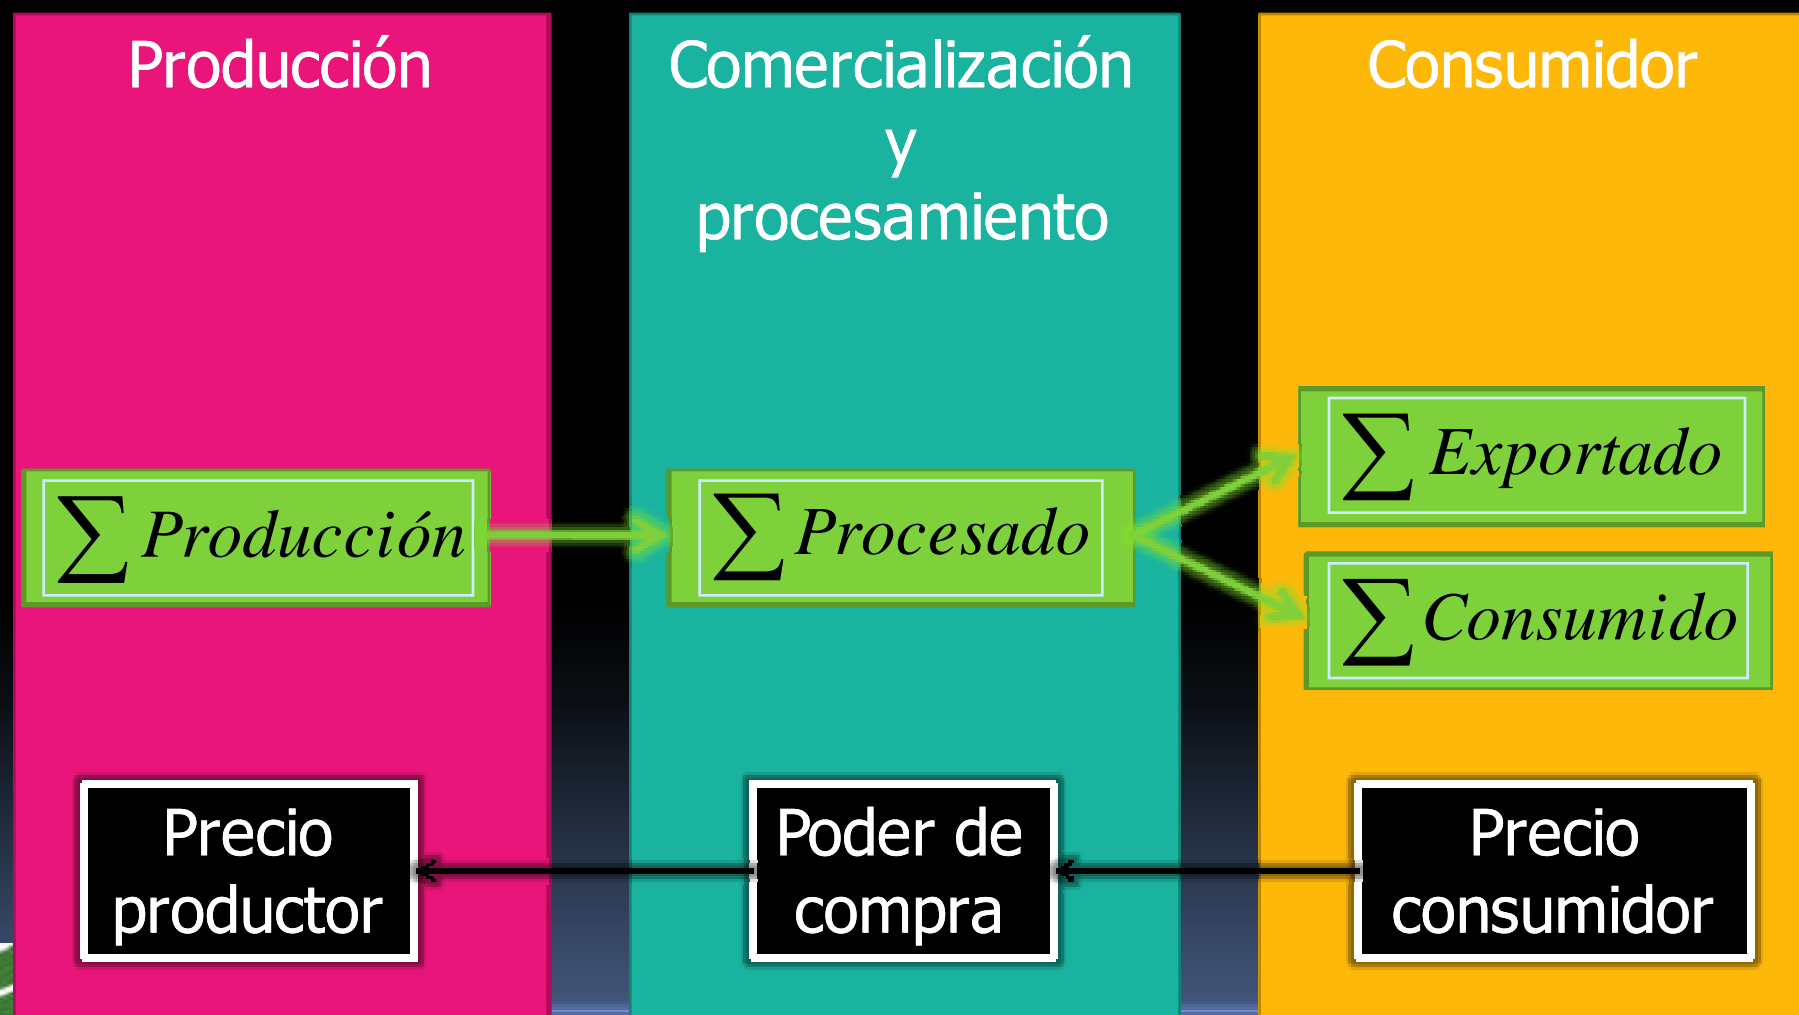 Producción
Comercialización
y
procesamiento
Consumidor
∑ Producción
∑ Procesado
∑ Exportado
∑ Consumido
Precio
productor
Poder de
compra
Precio
consumidor